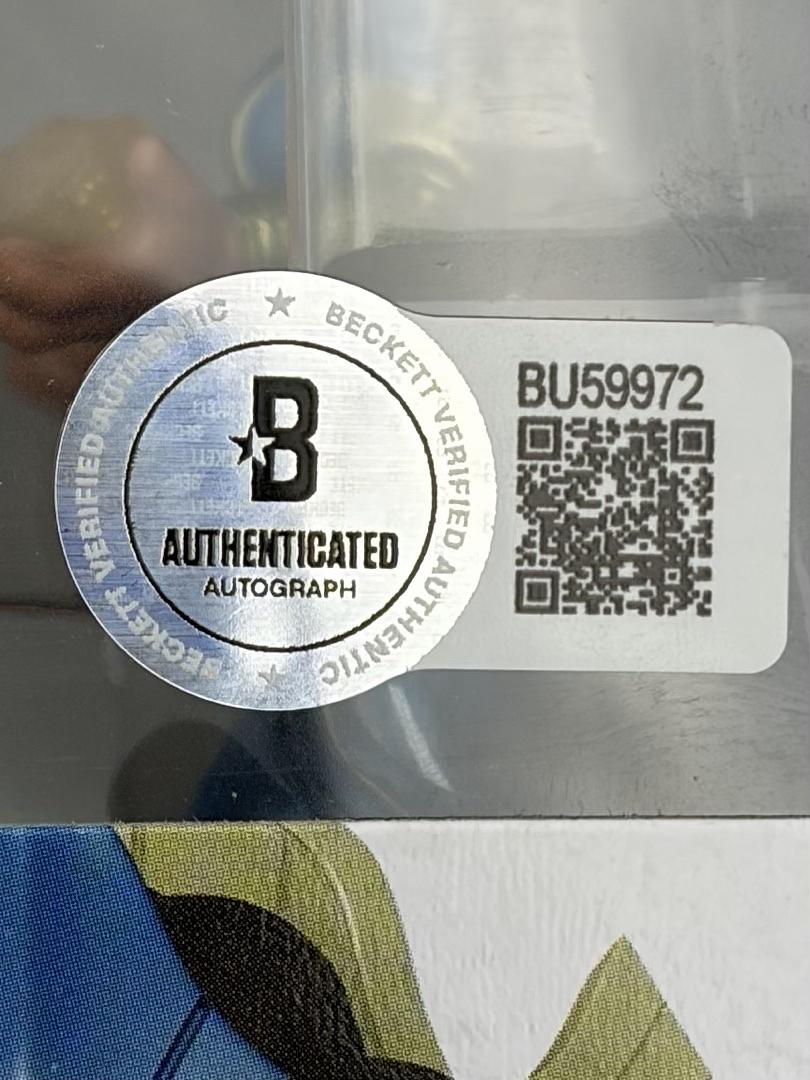 ★ BECKETT VERIFIED AUTHENTIC ★ BECKETT VERIFIED AUTHENTIC
B
AUTHENTICATED
AUTOGRAPH
BU59972